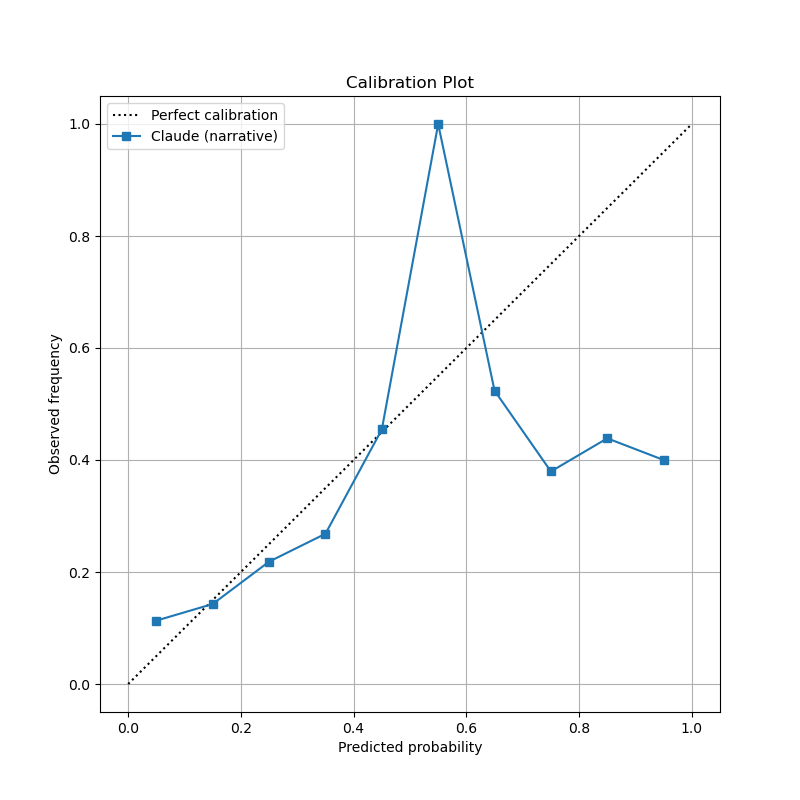 Calibration Plot
Perfect calibration
Claude (narrative)
1.0
0.8
0.6
0.4
0.2
0.0
Observed frequency
0.0 0.2 0.4 0.6 0.8 1.0
Predicted probability